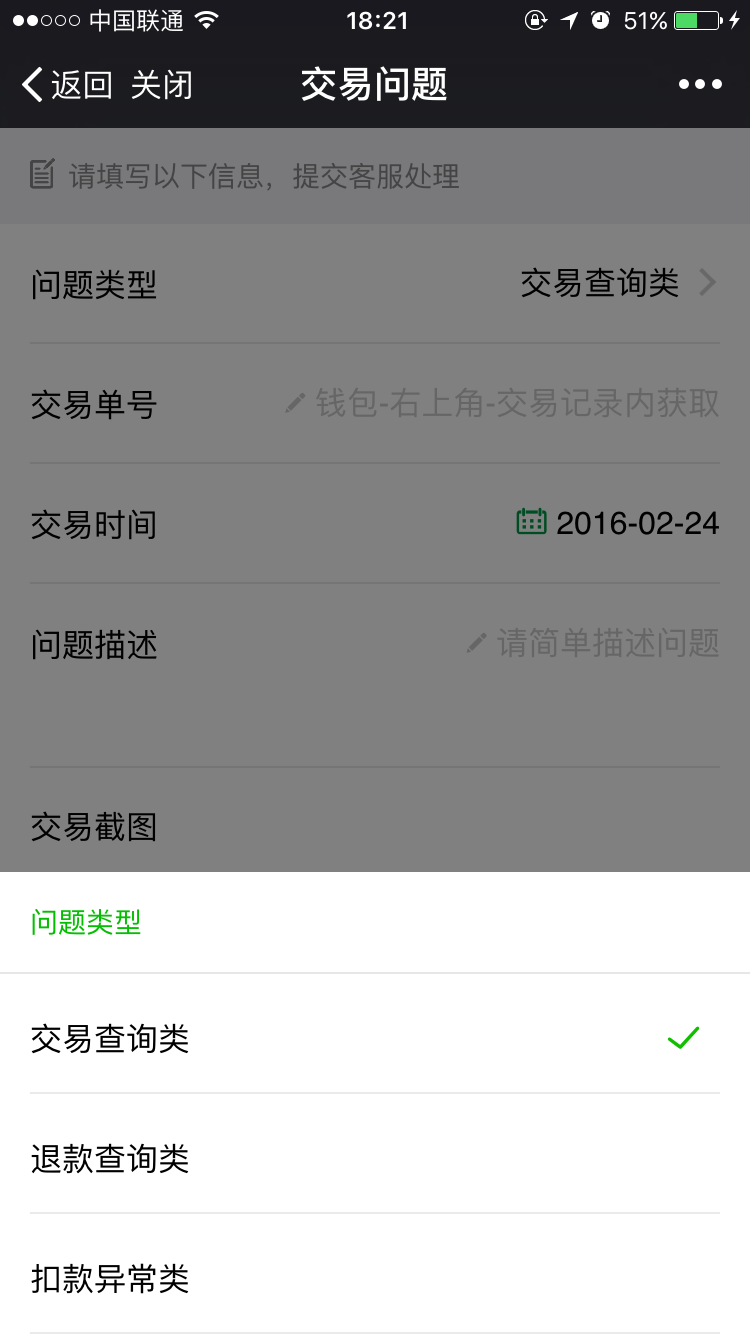 中国联通 18:21 51%
返回 关闭 交易问题
请填写以下信息，提交客服处理
问题类型 交易查询类
交易单号 钱包-右上角-交易记录内获取
交易时间 2016-02-24
问题描述 请简单描述问题
交易截图
问题类型
交易查询类
退款查询类
扣款异常类